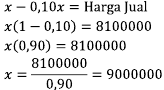 x − 0,10x = Harga Jual
x(1 − 0,10) = 8100000
x(0,90) = 8100000
x = 8100000 / 0,90 = 9000000